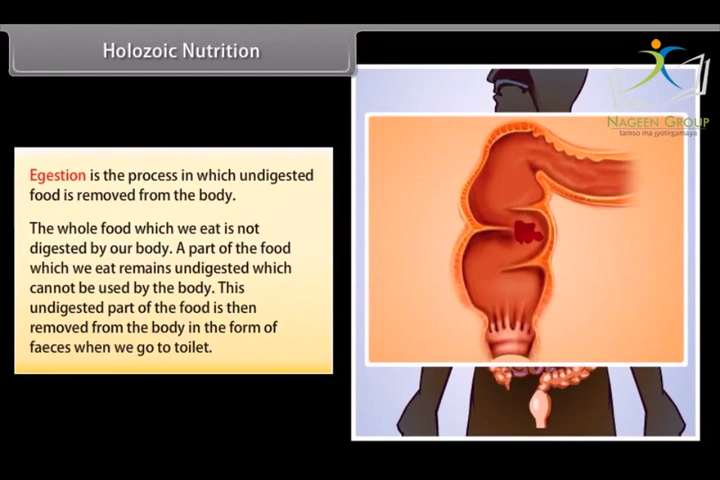 Holozoic Nutrition
NAGEEN GROUP
tamso ma jyotirgamaya
Egestion is the process in which undigested
food is removed from the body.
The whole food which we eat is not
digested by our body. A part of the food
which we eat remains undigested which
cannot be used by the body. This
undigested part of the food is then
removed from the body in the form of
faeces when we go to toilet.